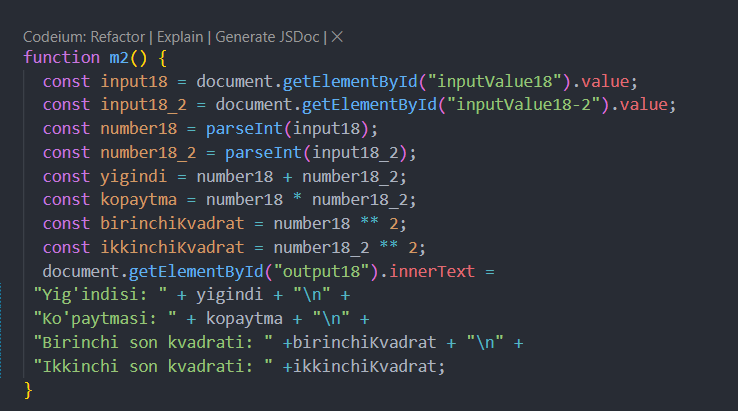 Codeium: Refactor | Explain | Generate JSDoc | ×
function m2() {
  const input18 = document.getElementById("inputValue18").value;
  const input18_2 = document.getElementById("inputValue18-2").value;
  const number18 = parseInt(input18);
  const number18_2 = parseInt(input18_2);
  const yigindi = number18 + number18_2;
  const kopaytma = number18 * number18_2;
  const birinchiKvadrat = number18 ** 2;
  const ikkinchiKvadrat = number18_2 ** 2;
  document.getElementById("output18").innerText =
 "Yig'indisi: " + yigindi + "\n" +
 "Ko'paytmasi: " + kopaytma + "\n" +
 "Birinchi son kvadrati: " +birinchiKvadrat + "\n" +
 "Ikkinchi son kvadrati: " +ikkinchiKvadrat;
}